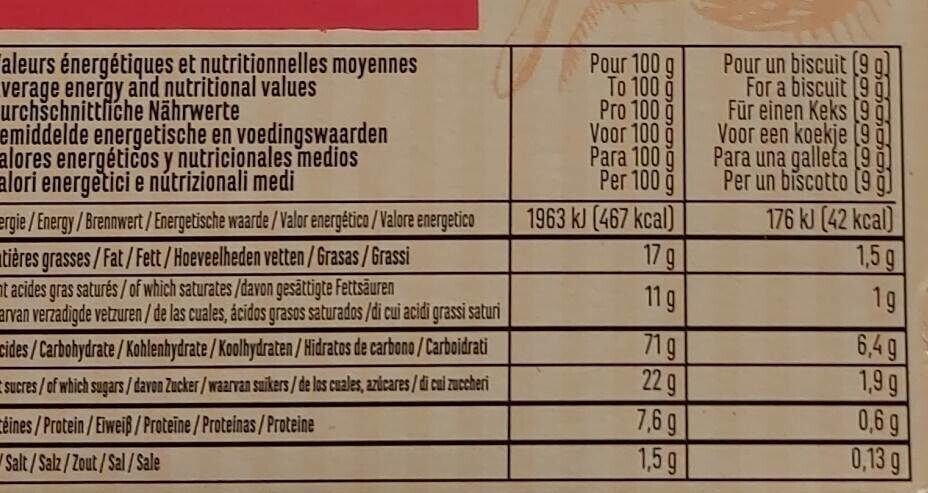 aleurs énergétiques et nutritionnelles moyennes
verage energy and nutritional values
urchschnittliche Nährwerte
emiddelde energetische en voedingswaarden
alores energéticos y nutricionales medios
alori energetici e nutrizionali medi
Pour 100 g
To 100 g
Pro 100 g
Voor 100 g
Para 100 g
Per 100 g
Pour un biscuit (9 g)
For a biscuit (9 g)
Für einen Keks (9 g)
Voor een koekje (9 g)
Para una galleta (9 g)
Per un biscotto (9 g)
ergie / Energy / Brennwert / Energetische waarde / Valor energético / Valore energetico 1963 kJ (467 kcal) 176 kJ (42 kcal)
tières grasses / Fat / Fett / Hoeveelheden vetten / Grasas / Grassi 17 g 1,5 g
nt acides gras saturés / of which saturates /davon gesättigte Fettsäuren
arvan verzadigde vetzuren / de las cuales, ácidos grasos saturados /di cui acidi grassi saturi 11 g 1 g
cides / Carbohydrate / Kohlenhydrate / Koolhydraten / Hidratos de carbono / Carboidrati 71 g 6,4 g
t sucres / of which sugars / davon Zucker / waarvan suikers / de los cuales, azúcares / di cui zuccheri 22 g 1,9 g
téines / Protein / Eiweiß / Proteïne / Proteínas / Proteine 7,6 g 0,6 g
/ Salt / Salz / Zout / Sal / Sale 1,5 g 0,13 g